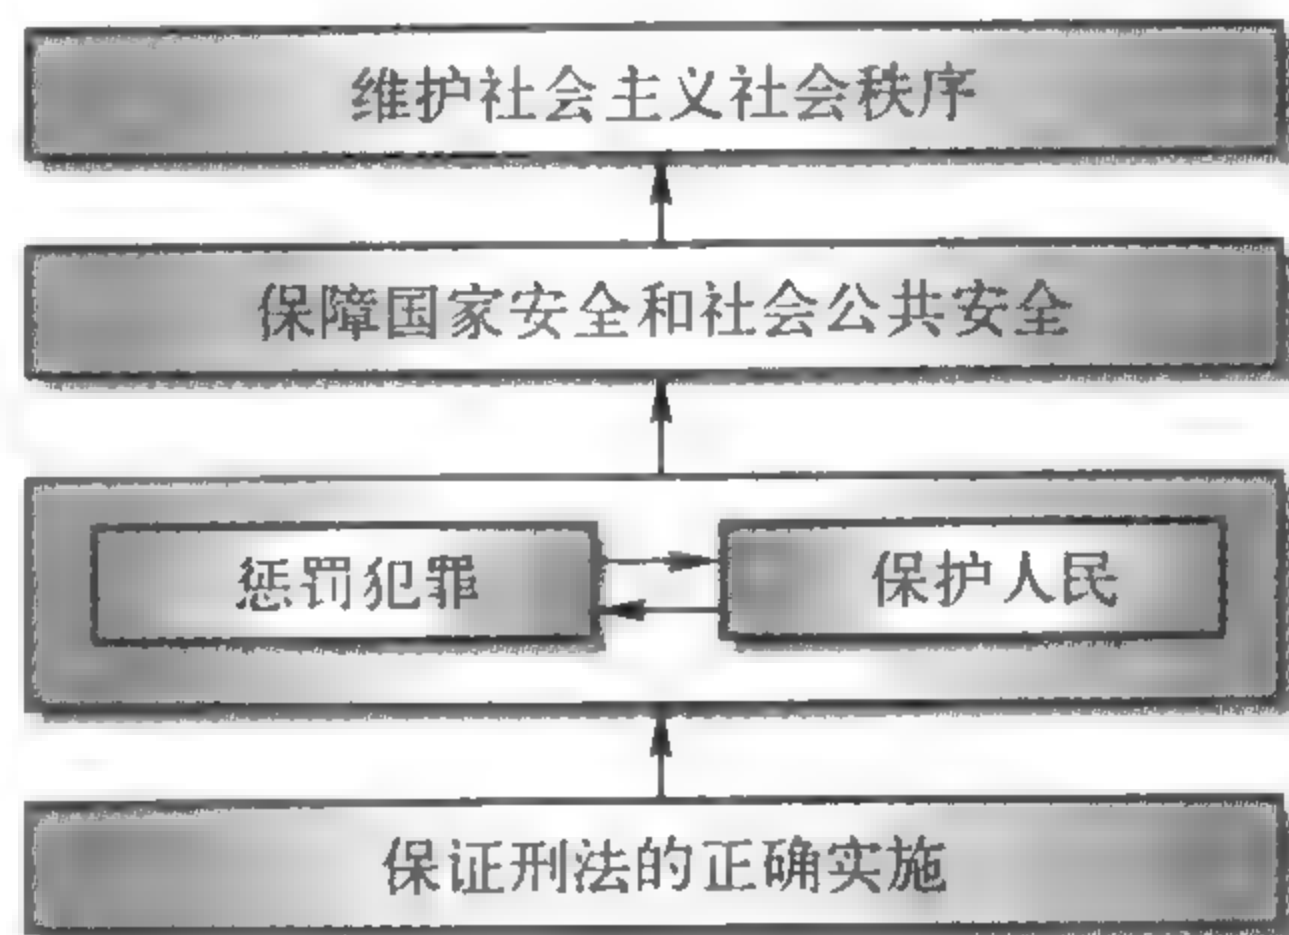 维护社会主义社会秩序
保障国家安全和社会公共安全
惩罚犯罪
保护人民
保证刑法的正确实施